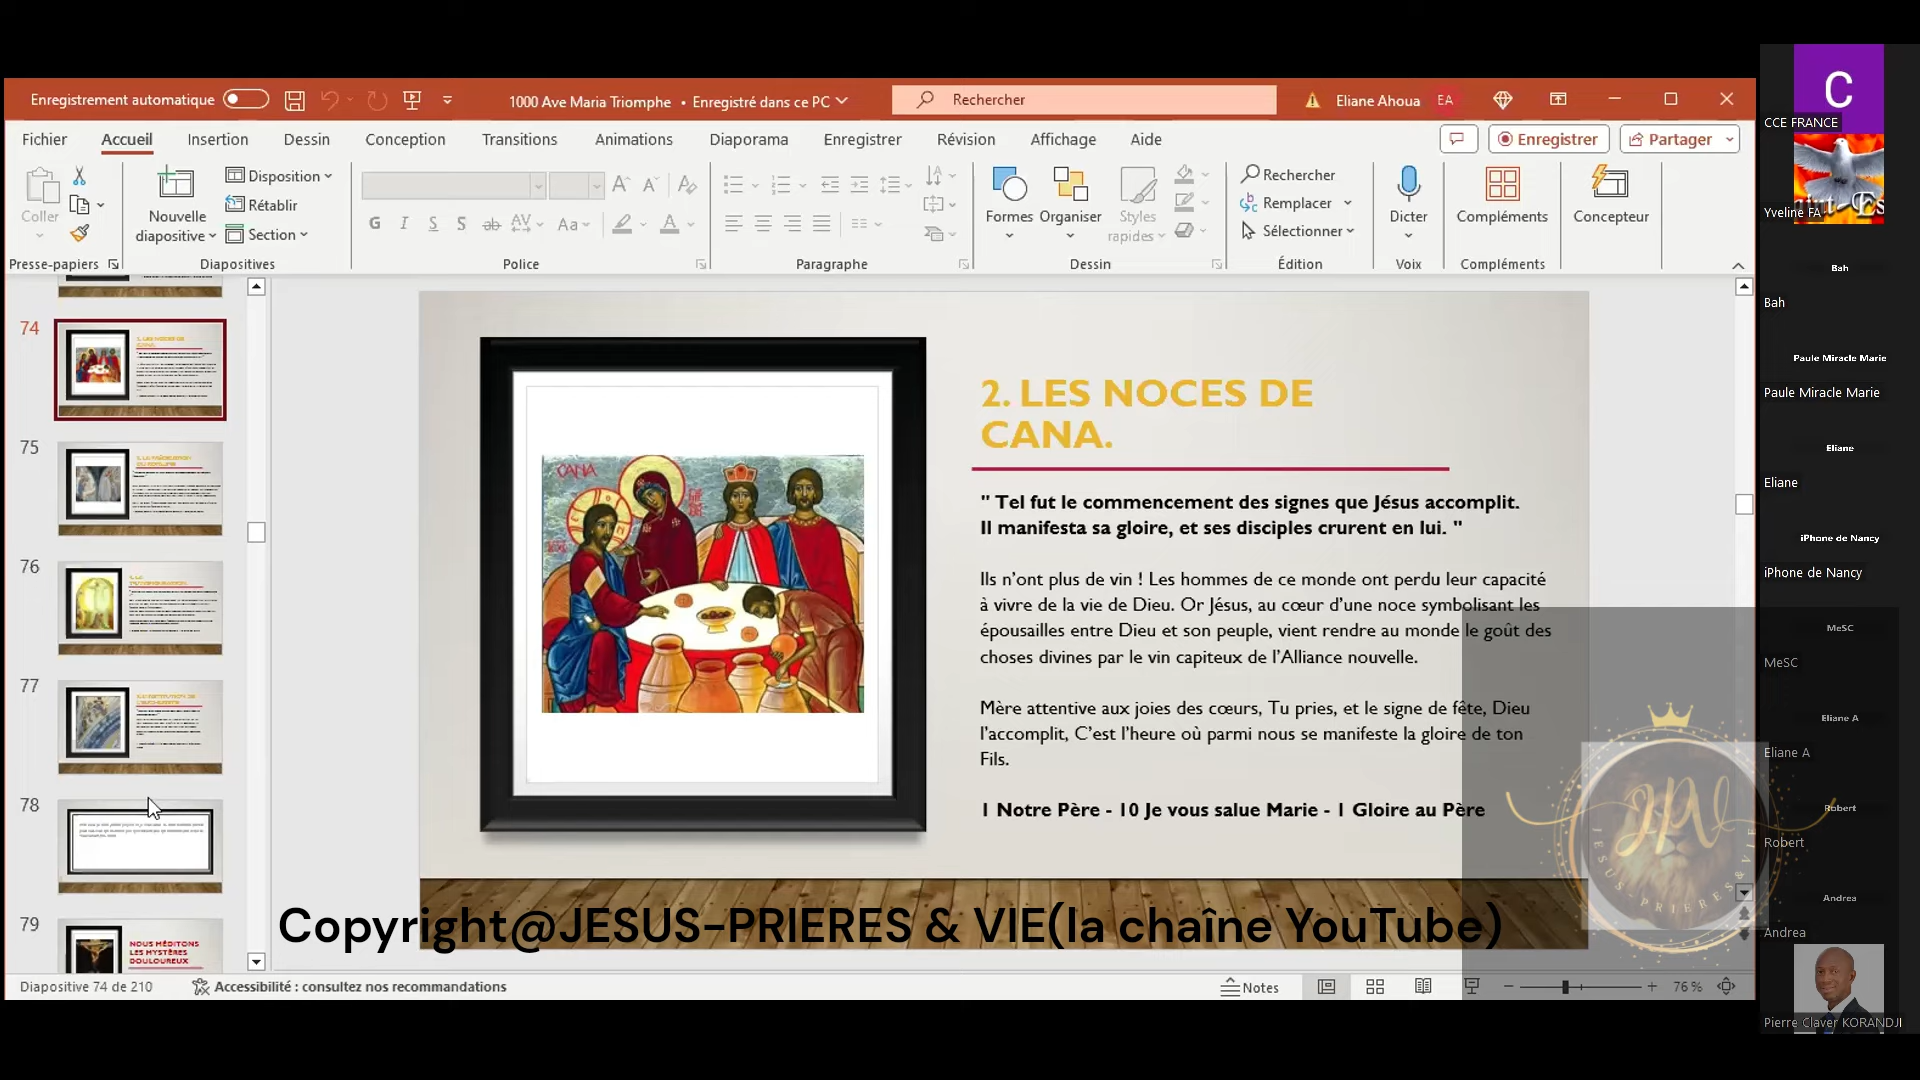 Enregistrement automatique
1000 Ave Maria Triomphe • Enregistré dans ce PC
Rechercher
Eliane Ahoua
EA
Fichier
Accueil
Insertion
Dessin
Conception
Transitions
Animations
Diaporama
Enregistrer
Révision
Affichage
Aide
Enregistrer
Partager
Coller
Nouvelle
diapositive
Disposition
Rétablir
Section
G I S S ab AV Aa A
Formes
Organiser
Styles
rapides
Rechercher
Remplacer
Sélectionner
Dicter
Compléments
Concepteur
Presse-papiers
Diapositives
Police
Paragraphe
Dessin
Édition
Voix
Compléments
74
75
76
77
78
79
NOUS MÉDITONS
LES MYSTÈRES
DOULOUREUX
CANA
2. LES NOCES DE
CANA.
" Tel fut le commencement des signes que Jésus accomplit.
Il manifesta sa gloire, et ses disciples crurent en lui. "
Ils n’ont plus de vin ! Les hommes de ce monde ont perdu leur capacité
à vivre de la vie de Dieu. Or Jésus, au cœur d’une noce symbolisant les
épousailles entre Dieu et son peuple, vient rendre au monde le goût des
choses divines par le vin capiteux de l’Alliance nouvelle.
Mère attentive aux joies des cœurs, Tu pries, et le signe de fête, Dieu
l’accomplit, C’est l’heure où parmi nous se manifeste la gloire de ton
Fils.
1 Notre Père - 10 Je vous salue Marie - 1 Gloire au Père
Copyright@JESUS-PRIERES & VIE(la chaîne YouTube)
JPV
JESUS-PRIERES & VIE
Diapositive 74 de 210
Accessibilité : consultez nos recommandations
Notes
76 %
C
CCE FRANCE
Yveline FA
Bah
Bah
Paule Miracle Marie
Paule Miracle Marie
Eliane
Eliane
iPhone de Nancy
iPhone de Nancy
MeSC
MeSC
Eliane A
Eliane A
Robert
Robert
Andrea
Andrea
Pierre Claver KORANDJI